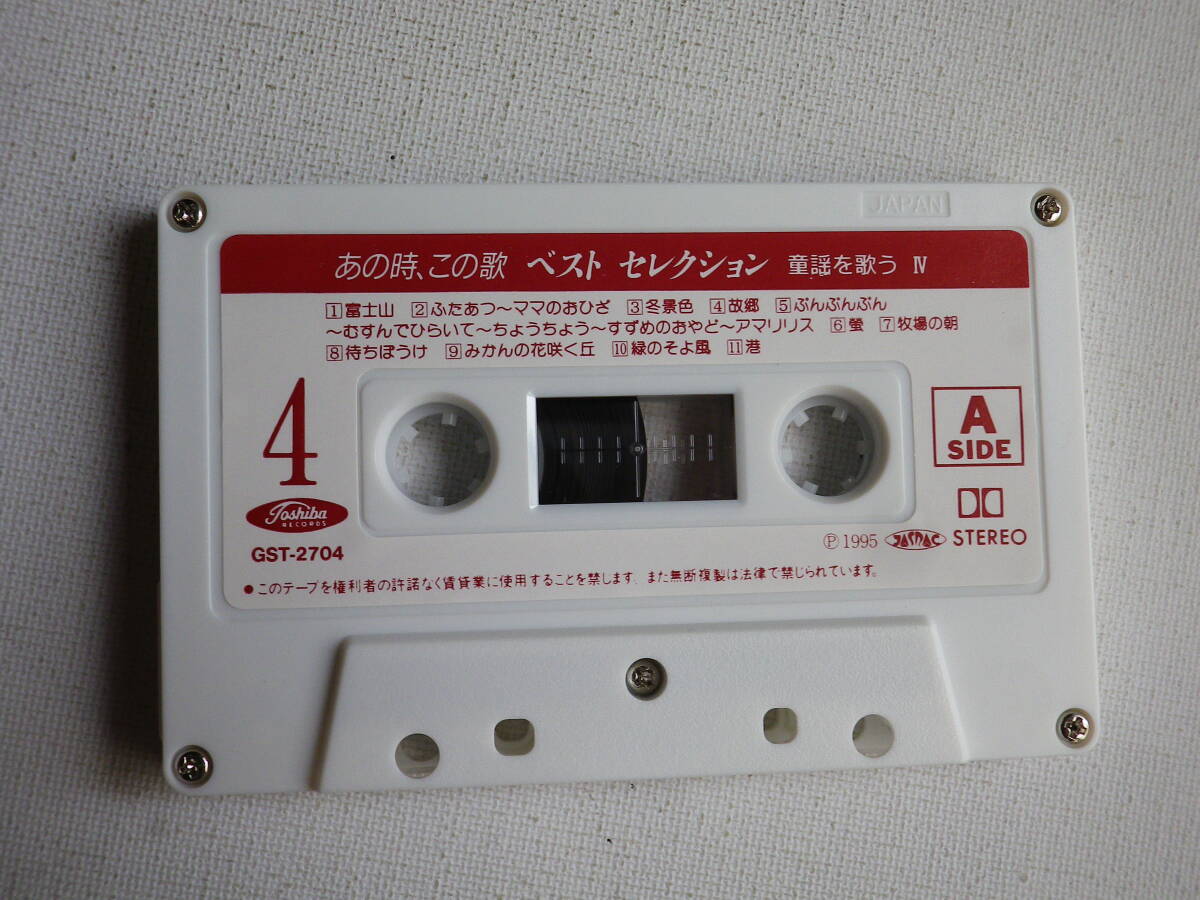 JAPAN
あの時、この歌 ベスト セレクション 童謡を歌う Ⅳ
1 富士山 2 ふたあつ〜ママのおひざ 3 冬景色 4 故郷 5 ぶんぶんぶん
〜むすんでひらいて〜ちょうちょう〜すずめのおやど〜アマリリス 6 螢 7 牧場の朝
8 待ちぼうけ 9 みかんの花咲く丘 10 緑のそよ風 11 港
4
A
SIDE
Toshiba
RECORDS
GST-2704
Ⓟ 1995 JASRAC STEREO
●このテープを権利者の許諾なく賃貸業に使用することを禁します. また無断複製は法律で禁じられています。